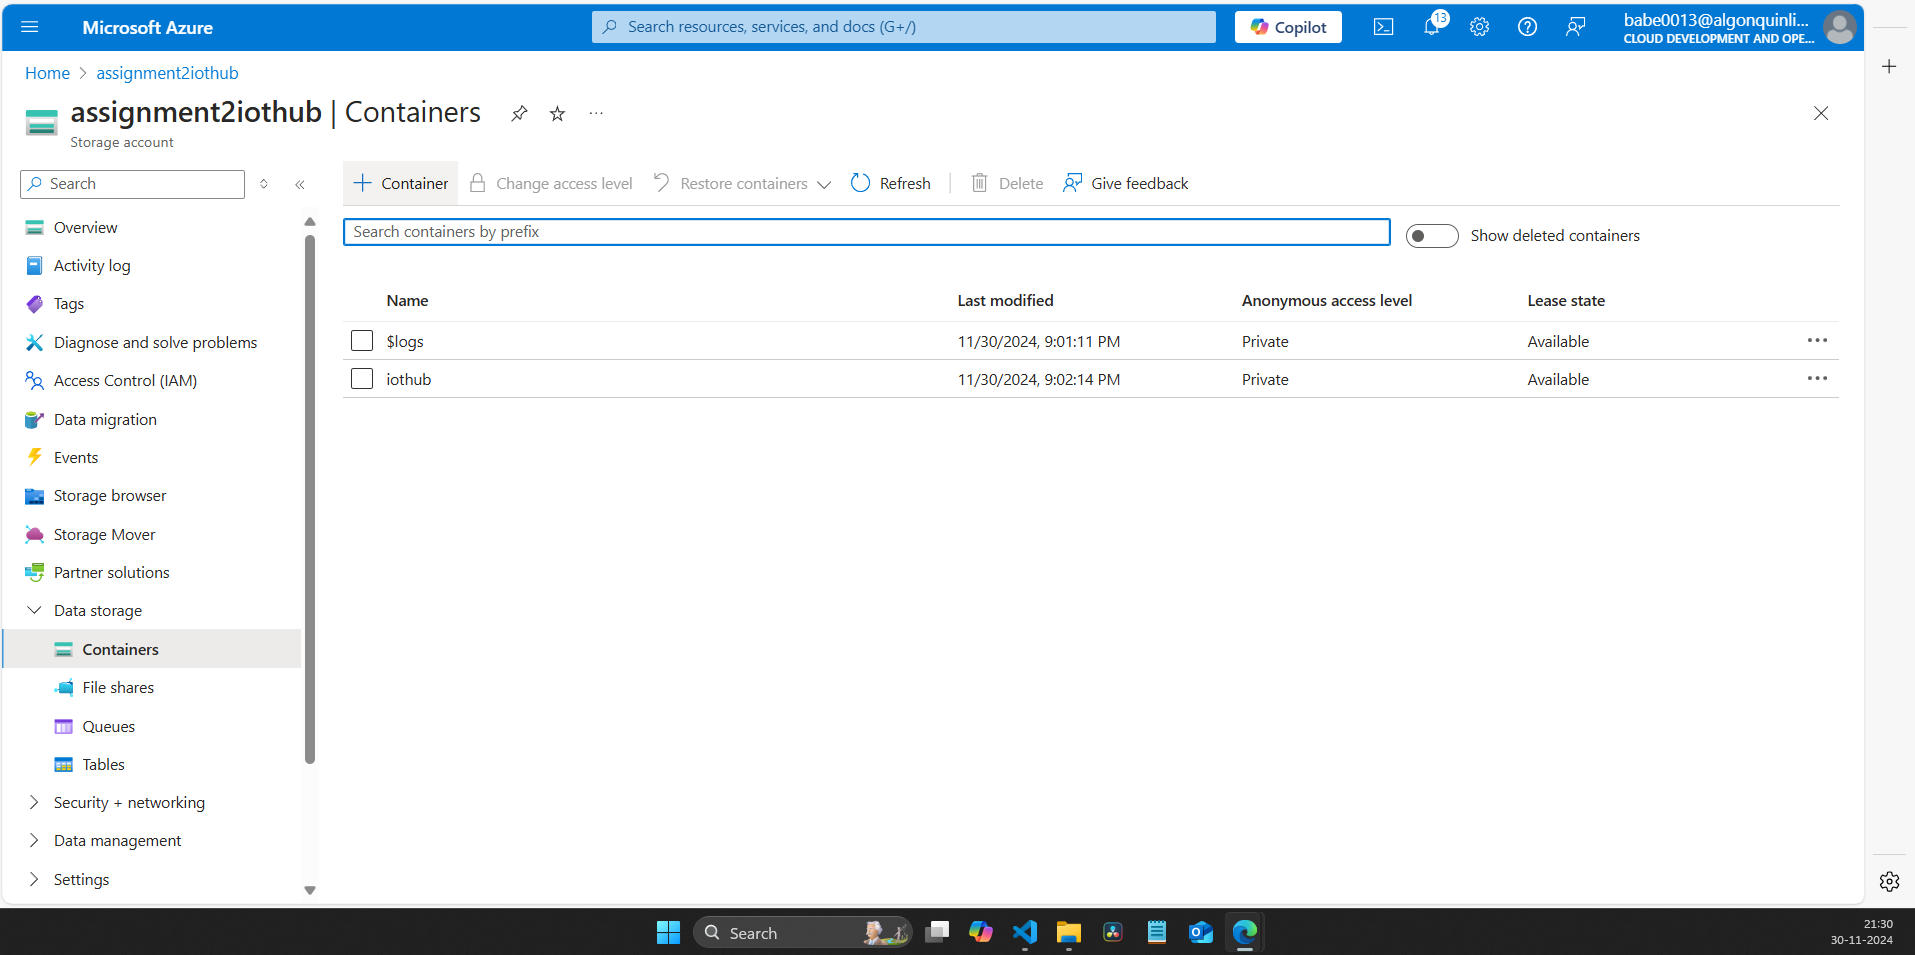 Microsoft Azure
Search resources, services, and docs (G+/)
Copilot
13
babe0013@algonquinli...
CLOUD DEVELOPMENT AND OPE...
Home > assignment2iothub
assignment2iothub | Containers
Storage account
Search
Container
Change access level
Restore containers
Refresh
Delete
Give feedback
Search containers by prefix
Show deleted containers
Overview
Activity log
Tags
Diagnose and solve problems
Access Control (IAM)
Data migration
Events
Storage browser
Storage Mover
Partner solutions
Data storage
Containers
File shares
Queues
Tables
Security + networking
Data management
Settings
Name Last modified Anonymous access level Lease state
$logs 11/30/2024, 9:01:11 PM Private Available
iothub 11/30/2024, 9:02:14 PM Private Available
Search
21:30
30-11-2024